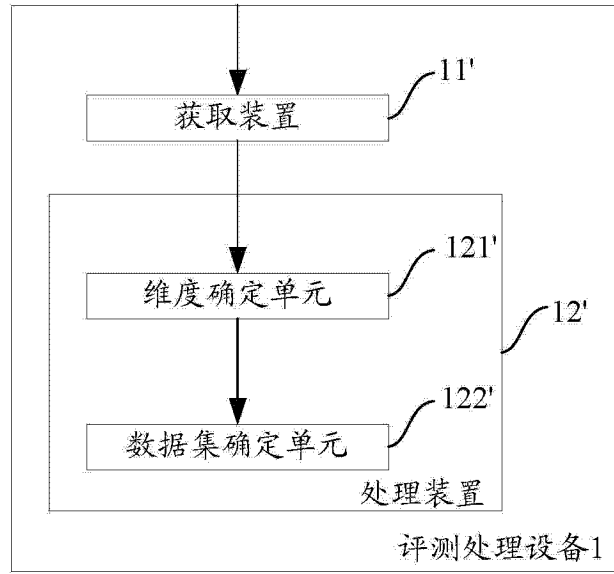 11'
获取装置
121'
维度确定单元
12'
122'
数据集确定单元
处理装置
评测处理设备1